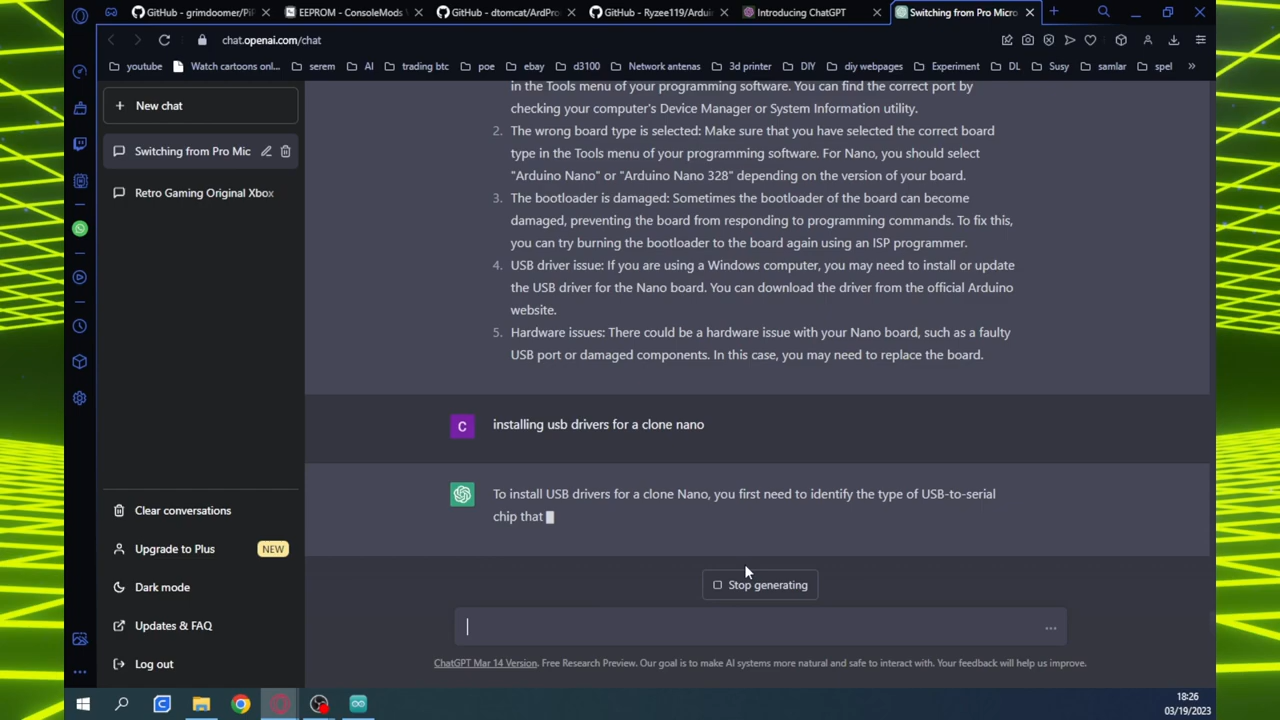 GitHub - grimdoomer/PiP
EEPROM - ConsoleMods
GitHub - dtomcat/ArdPro
GitHub - Ryzee119/Ardui
Introducing ChatGPT
Switching from Pro Micro
chat.openai.com/chat
youtube
Watch cartoons onl...
serem
AI
trading btc
poe
ebay
d3100
Network antenas
3d printer
DIY
diy webpages
Experiment
DL
Susy
samlar
spel
New chat
Switching from Pro Mic
Retro Gaming Original Xbox
in the Tools menu of your programming software. You can find the correct port by
checking your computer's Device Manager or System Information utility.
2. The wrong board type is selected: Make sure that you have selected the correct board
type in the Tools menu of your programming software. For Nano, you should select
"Arduino Nano" or "Arduino Nano 328" depending on the version of your board.
3. The bootloader is damaged: Sometimes the bootloader of the board can become
damaged, preventing the board from responding to programming commands. To fix this,
you can try burning the bootloader to the board again using an ISP programmer.
4. USB driver issue: If you are using a Windows computer, you may need to install or update
the USB driver for the Nano board. You can download the driver from the official Arduino
website.
5. Hardware issues: There could be a hardware issue with your Nano board, such as a faulty
USB port or damaged components. In this case, you may need to replace the board.
C
installing usb drivers for a clone nano
To install USB drivers for a clone Nano, you first need to identify the type of USB-to-serial
chip that
Stop generating
Clear conversations
Upgrade to Plus
NEW
Dark mode
Updates & FAQ
Log out
ChatGPT Mar 14 Version. Free Research Preview. Our goal is to make AI systems more natural and safe to interact with. Your feedback will help us improve.
18:26
03/19/2023